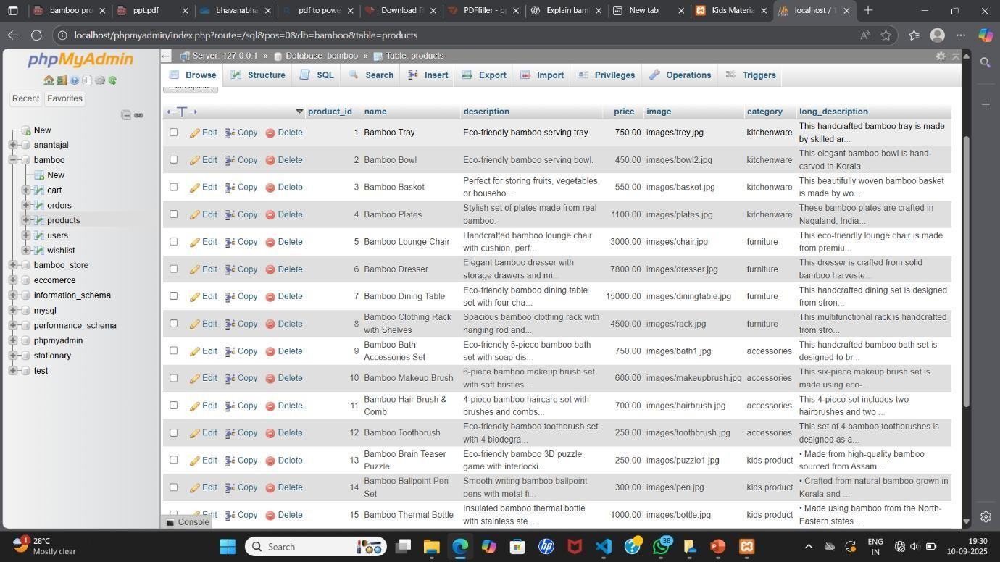 bamboo pro
ppt.pdf
bhavanabha
pdf to powe
Download fi
PDFfiller - pp
Explain bam
New tab
Kids Materia
localhost / 1
localhost/phpmyadmin/index.php?route=/sql&pos=0&db=bamboo&table=products
phpMyAdmin
Recent Favorites
New
anantajal
bamboo
New
cart
orders
products
users
wishlist
bamboo_store
eccomerce
information_schema
mysql
performance_schema
phpmyadmin
stationary
test
Server: 127.0.0.1 » Database: bamboo » Table: products
Browse Structure SQL Search Insert Export Import Privileges Operations Triggers
Extra options
product_id name description price image category long_description
Edit Copy Delete 1 Bamboo Tray Eco-friendly bamboo serving tray. 750.00 images/trey.jpg kitchenware This handcrafted bamboo tray is made
by skilled ar...
Edit Copy Delete 2 Bamboo Bowl Eco-friendly bamboo serving bowl. 450.00 images/bowl2.jpg kitchenware This elegant bamboo bowl is hand-
carved in Kerala ...
Edit Copy Delete 3 Bamboo Basket Perfect for storing fruits, vegetables,
or househo... 550.00 images/basket.jpg kitchenware This beautifully woven bamboo basket
is made by wo...
Edit Copy Delete 4 Bamboo Plates Stylish set of plates made from real
bamboo. 1100.00 images/plates.jpg kitchenware These bamboo plates are crafted in
Nagaland, India...
Edit Copy Delete 5 Bamboo Lounge Chair Handcrafted bamboo lounge chair
with cushion, perf... 3000.00 images/chair.jpg furniture This eco-friendly lounge chair is made
from premiu...
Edit Copy Delete 6 Bamboo Dresser Elegant bamboo dresser with
storage drawers and mi... 7800.00 images/dresser.jpg furniture This dresser is crafted from solid
bamboo harveste...
Edit Copy Delete 7 Bamboo Dining Table Eco-friendly bamboo dining table
set with four cha... 15000.00 images/diningtable.jpg furniture This handcrafted dining set is designed
from stron...
Edit Copy Delete 8 Bamboo Clothing Rack
with Shelves Spacious bamboo clothing rack with
hanging rod and... 4500.00 images/rack.jpg furniture This multifunctional rack is handcrafted
from stro...
Edit Copy Delete 9 Bamboo Bath
Accessories Set Eco-friendly 5-piece bamboo bath
set with soap dis... 750.00 images/bath1.jpg accessories This handcrafted bamboo bath set is
designed to br...
Edit Copy Delete 10 Bamboo Makeup Brush 6-piece bamboo makeup brush set
with soft bristles... 600.00 images/makeupbrush.jpg accessories This six-piece makeup brush set is
made using eco-...
Edit Copy Delete 11 Bamboo Hair Brush &
Comb 4-piece bamboo haircare set with
brushes and combs... 700.00 images/hairbrush.jpg accessories This 4-piece set includes two
hairbrushes and two ...
Edit Copy Delete 12 Bamboo Toothbrush Eco-friendly bamboo toothbrush set
with 4 biodegra... 250.00 images/toothbrush.jpg accessories This set of 4 bamboo toothbrushes is
designed as a...
Edit Copy Delete 13 Bamboo Brain Teaser
Puzzle Eco-friendly bamboo 3D puzzle
game with interlocki... 250.00 images/puzzle1.jpg kids product • Made from high-quality bamboo
sourced from Assam...
Edit Copy Delete 14 Bamboo Ballpoint Pen
Set Smooth writing bamboo ballpoint
pens with metal fi... 300.00 images/pen.jpg kids product • Crafted from natural bamboo grown in
Kerala and ...
Edit Copy Delete 15 Bamboo Thermal Bottle Insulated bamboo thermal bottle
with stainless ste... 1000.00 images/bottle.jpg kids product • Made using bamboo from the North-
Eastern states ...
Console
1
28°C
Mostly clear
Search
hp
38
ENG
IN
19:30
10-09-2025